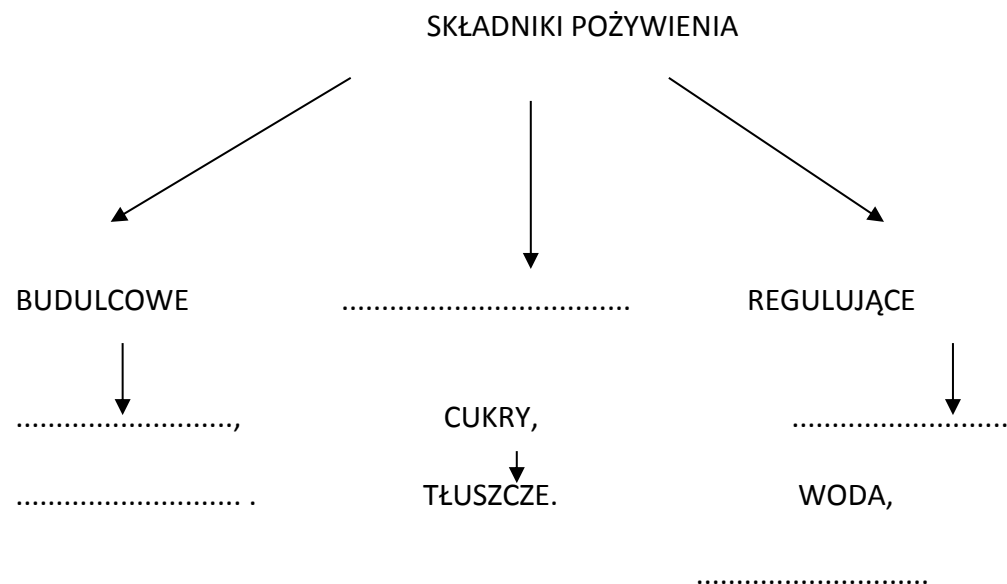 SKŁADNIKI POŻYWIENIA
BUDULCOWE .................................... REGULUJĄCE
..........................., CUKRY, ...........................
............................ . TŁUSZCZE. WODA,
.............................